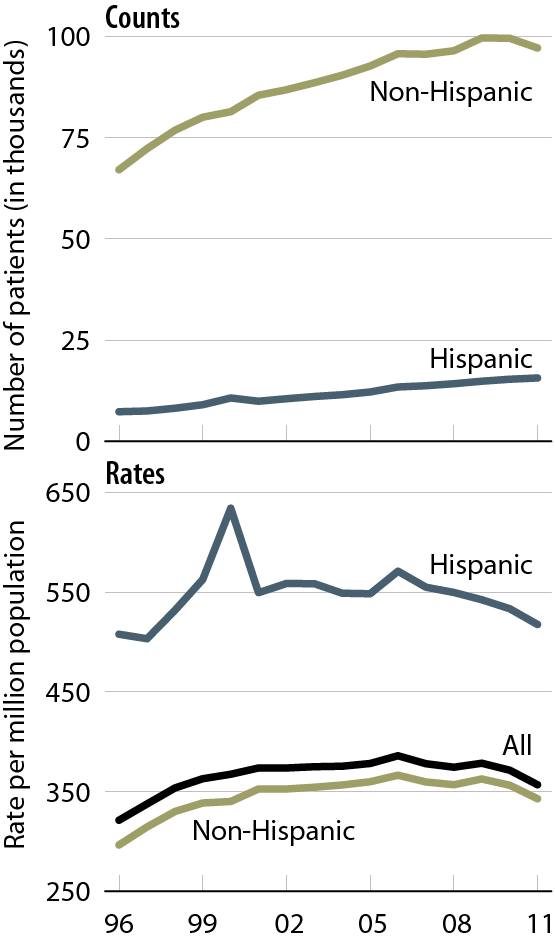 Counts
Number of patients (in thousands)
100
75
50
25
0
Non-Hispanic
Hispanic
Rates
Rate per million population
650
550
450
350
250
Hispanic
All
Non-Hispanic
96 99 02 05 08 11